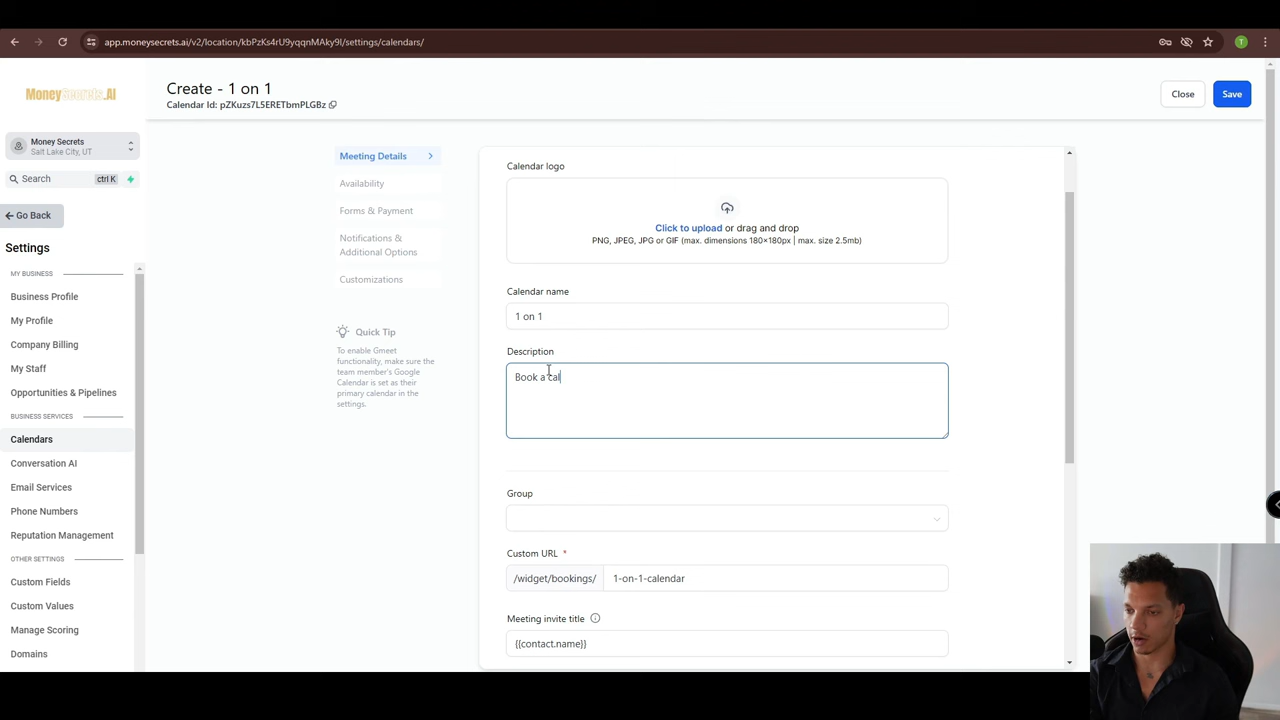 app.moneysecrets.ai/v2/location/kbPzKs4rU9yqqnMAky9l/settings/calendars/
T
MoneySecrets.AI
Money Secrets
Salt Lake City, UT
Search
ctrl K
Go Back
Settings
MY BUSINESS
Business Profile
My Profile
Company Billing
My Staff
Opportunities & Pipelines
BUSINESS SERVICES
Calendars
Conversation AI
Email Services
Phone Numbers
Reputation Management
OTHER SETTINGS
Custom Fields
Custom Values
Manage Scoring
Domains
Create - 1 on 1
Calendar Id: pZKuzs7L5ERETbmPLGBz
Close
Save
Meeting Details
Availability
Forms & Payment
Notifications &
Additional Options
Customizations
Quick Tip
To enable Gmeet
functionality, make sure the
team member's Google
Calendar is set as their
primary calendar in the
settings.
Calendar logo
Click to upload or drag and drop
PNG, JPEG, JPG or GIF (max. dimensions 180×180px | max. size 2.5mb)
Calendar name
1 on 1
Description
Book a cal
Group
Custom URL *
/widget/bookings/
1-on-1-calendar
Meeting invite title
{{contact.name}}